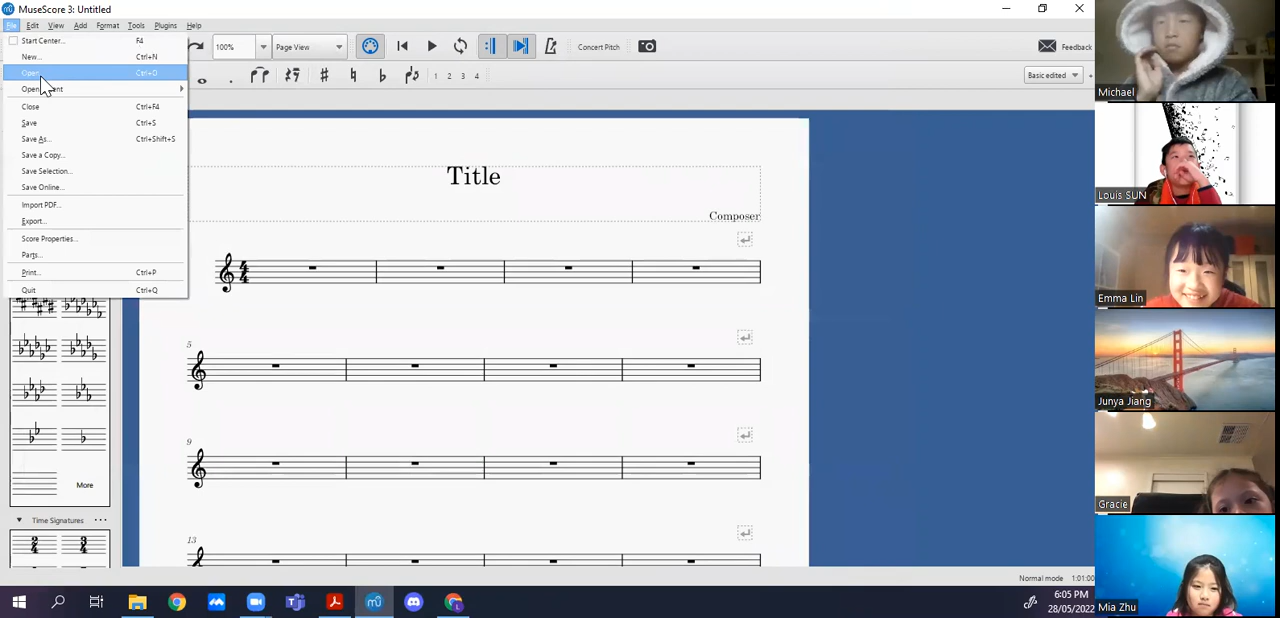 MuseScore 3: Untitled
File Edit View Add Format Tools Plugins Help
Start Center... F4
New... Ctrl+N
Open... Ctrl+O
Close Ctrl+F4
Save Ctrl+S
Save As... Ctrl+Shift+S
Save a Copy...
Save Selection...
Save Online...
Import PDF...
Export...
Score Properties...
Parts...
Print... Ctrl+P
Quit Ctrl+Q
100% Page View Concert Pitch Feedback
1 2 3 4 Basic edited
Title
Composer
5
9
13
More
Time Signatures
Normal mode 1:01:00
6:05 PM
28/05/2022
Michael
Louis SUN
Emma Lin
Junya Jiang
Gracie
Mia Zhu